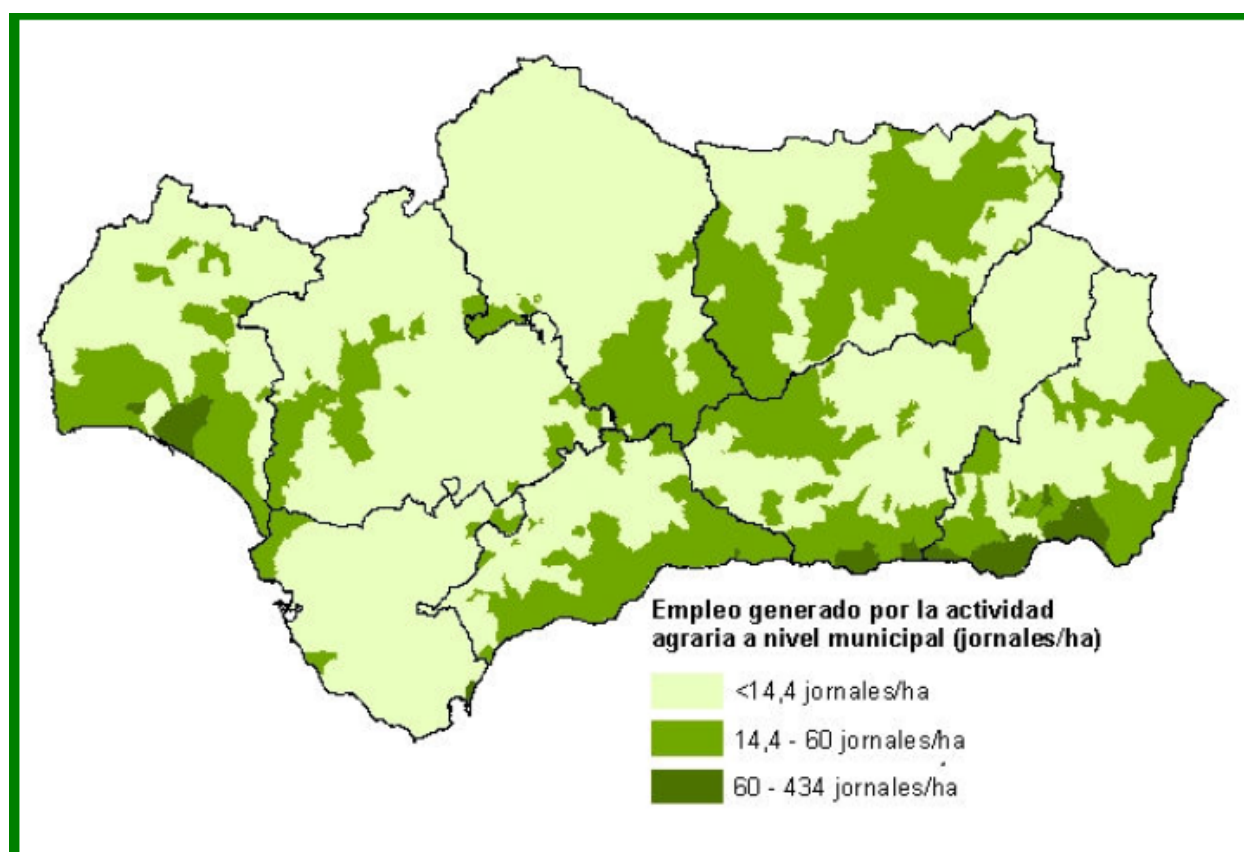 Empleo generado por la actividad
agraria a nivel municipal (jornales/ha)
<14,4 jornales/ha
14,4 - 60 jornales/ha
60 - 434 jornales/ha